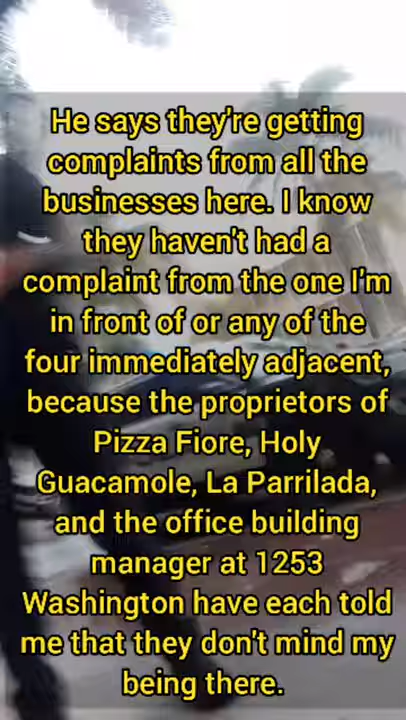 He says they're getting
complaints from all the
businesses here. I know
they haven't had a
complaint from the one I'm
in front of or any of the
four immediately adjacent,
because the proprietors of
Pizza Fiore, Holy
Guacamole, La Parrilada,
and the office building
manager at 1253
Washington have each told
me that they don't mind my
being there.